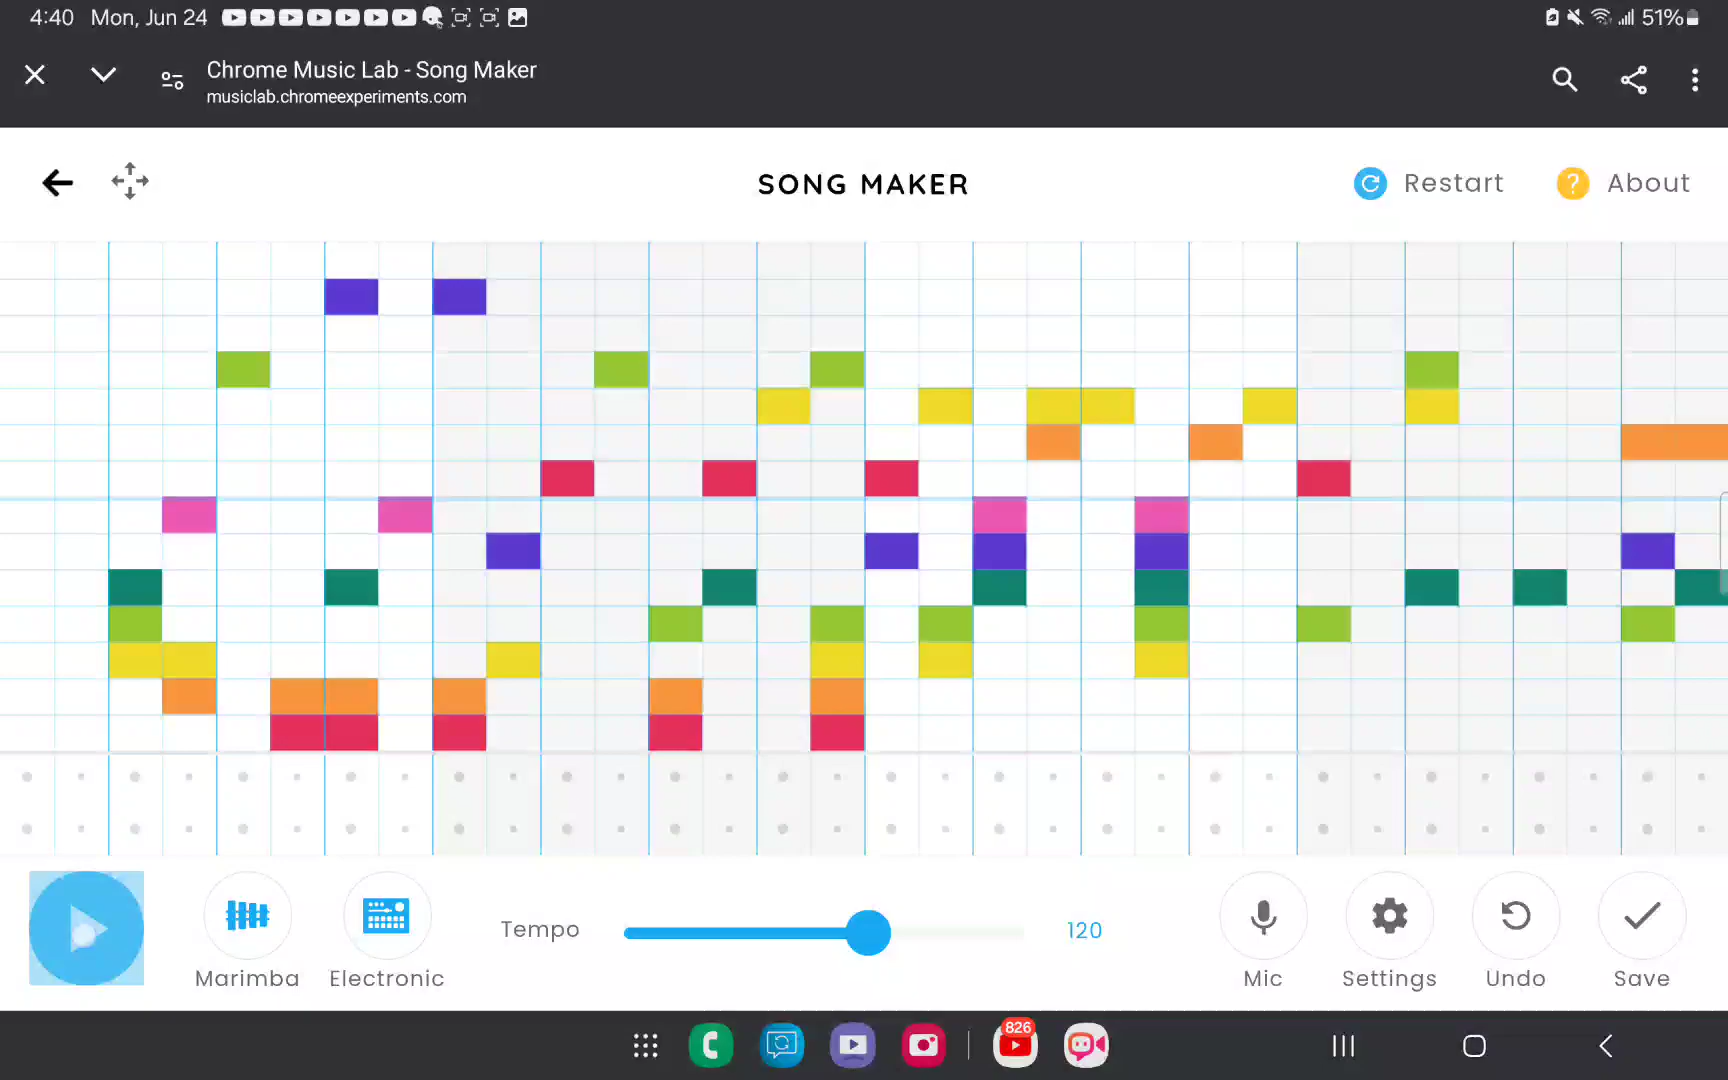 4:40 Mon, Jun 24 51%
Chrome Music Lab - Song Maker
musiclab.chromeexperiments.com
SONG MAKER
Restart
? About
Marimba
Electronic
Tempo
120
Mic
Settings
Undo
Save
826